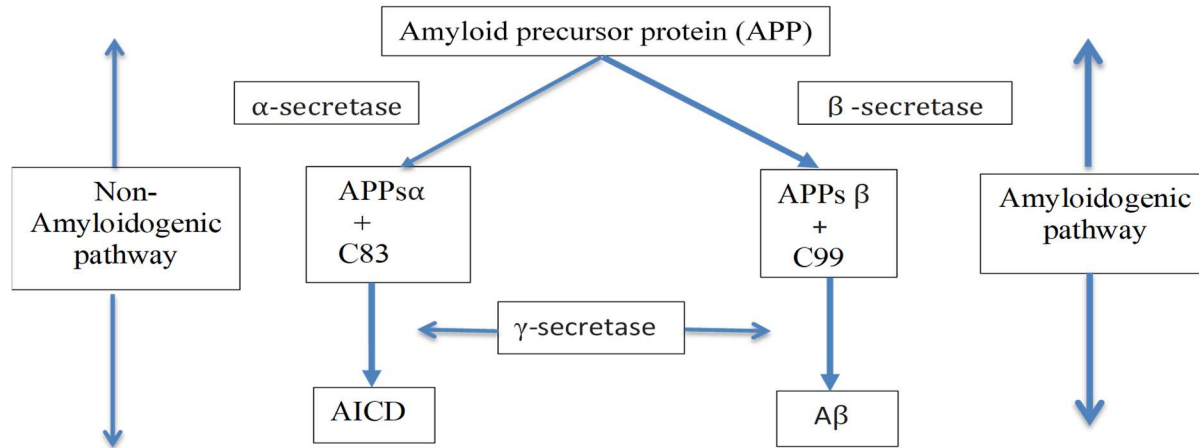 Amyloid precursor protein (APP)
α-secretase
β -secretase
Non-
Amyloidogenic
pathway
APPsα
+
C83
APPs β
+
C99
Amyloidogenic
pathway
γ-secretase
AICD
Aβ